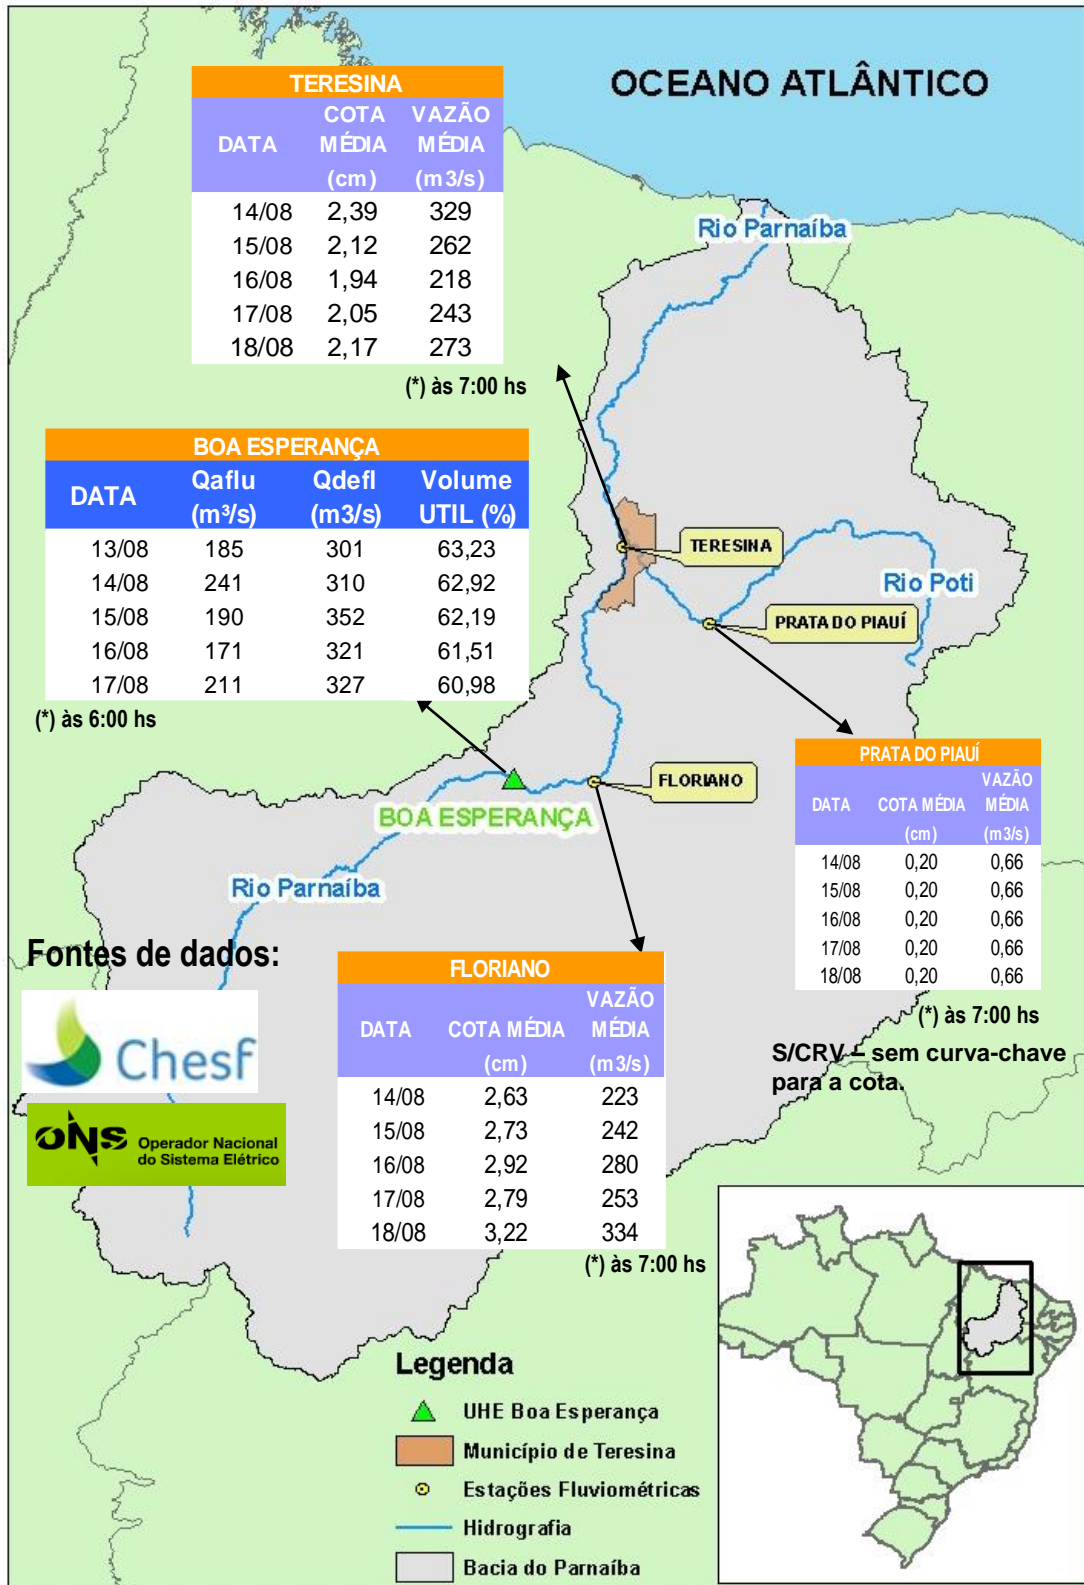 OCEANO ATLÂNTICO
TERESINA
DATA COTA MÉDIA (cm) VAZÃO MÉDIA (m3/s)
14/08 2,39 329
15/08 2,12 262
16/08 1,94 218
17/08 2,05 243
18/08 2,17 273
(*) às 7:00 hs
Rio Parnaíba
BOA ESPERANÇA
DATA Qaflu (m³/s) Qdefl (m3/s) Volume UTIL (%)
13/08 185 301 63,23
14/08 241 310 62,92
15/08 190 352 62,19
16/08 171 321 61,51
17/08 211 327 60,98
(*) às 6:00 hs
TERESINA
Rio Poti
PRATA DO PIAUÍ
FLORIANO
BOA ESPERANÇA
Rio Parnaíba
PRATA DO PIAUÍ
DATA COTA MÉDIA (cm) VAZÃO MÉDIA (m3/s)
14/08 0,20 0,66
15/08 0,20 0,66
16/08 0,20 0,66
17/08 0,20 0,66
18/08 0,20 0,66
(*) às 7:00 hs
S/CRV – sem curva-chave
para a cota.
Fontes de dados:
Chesf
ONS Operador Nacional
do Sistema Elétrico
FLORIANO
DATA COTA MÉDIA (cm) VAZÃO MÉDIA (m3/s)
14/08 2,63 223
15/08 2,73 242
16/08 2,92 280
17/08 2,79 253
18/08 3,22 334
(*) às 7:00 hs
Legenda
UHE Boa Esperança
Município de Teresina
Estações Fluviométricas
Hidrografia
Bacia do Parnaíba